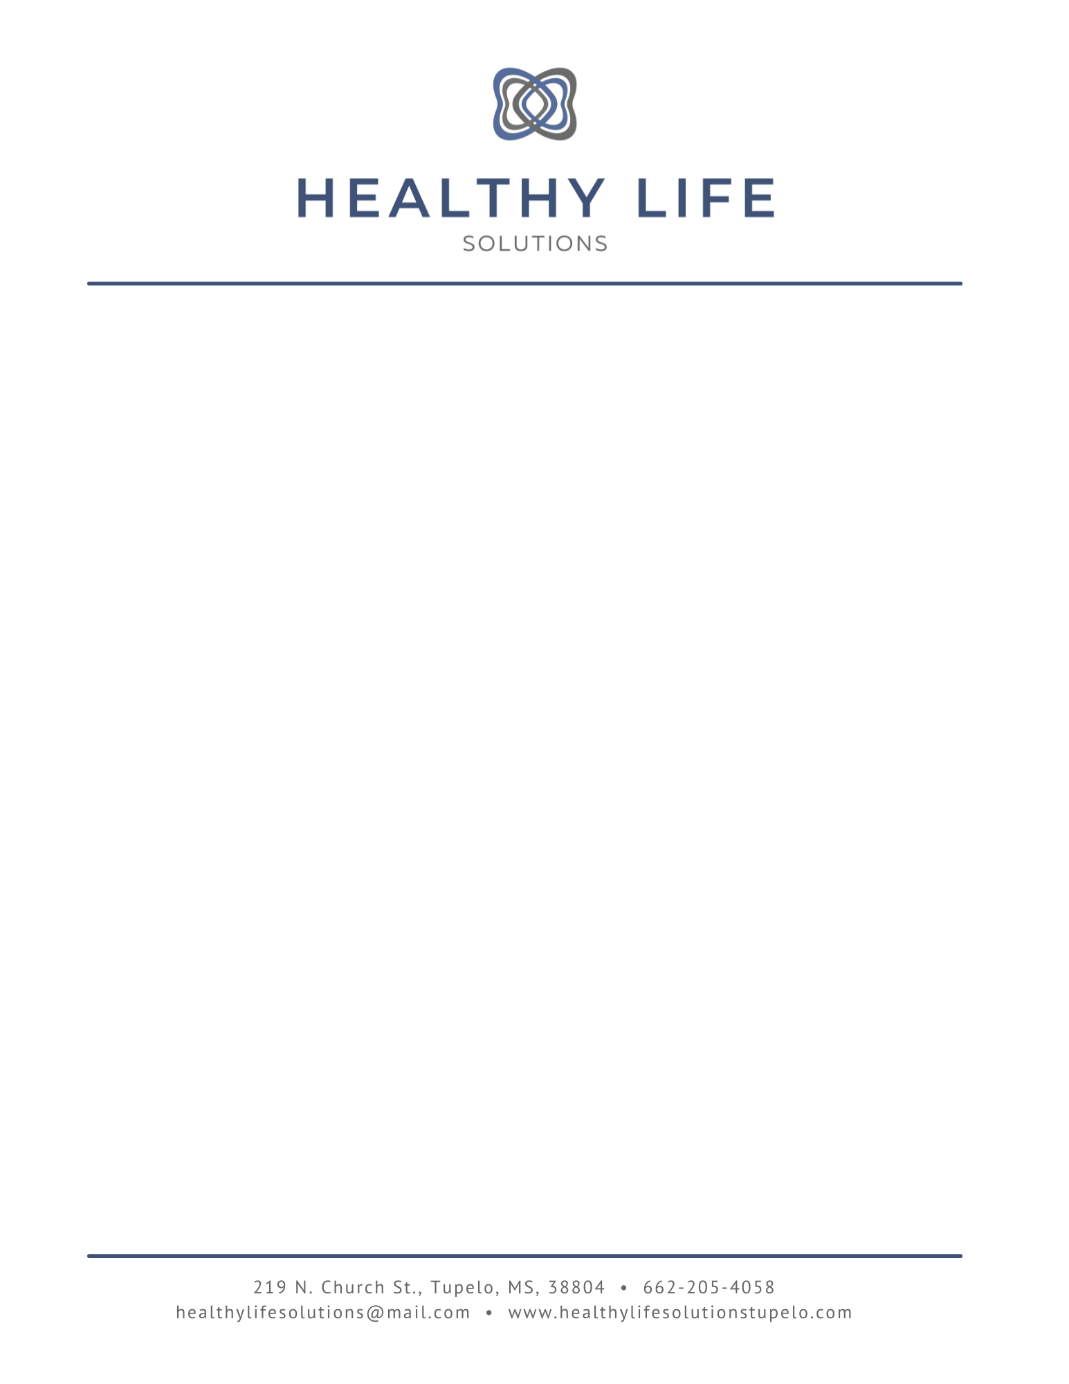 HEALTHY LIFE
SOLUTIONS
219 N. Church St., Tupelo, MS, 38804 • 662-205-4058
healthylifesolutions@mail.com • www.healthylifesolutionstupelo.com